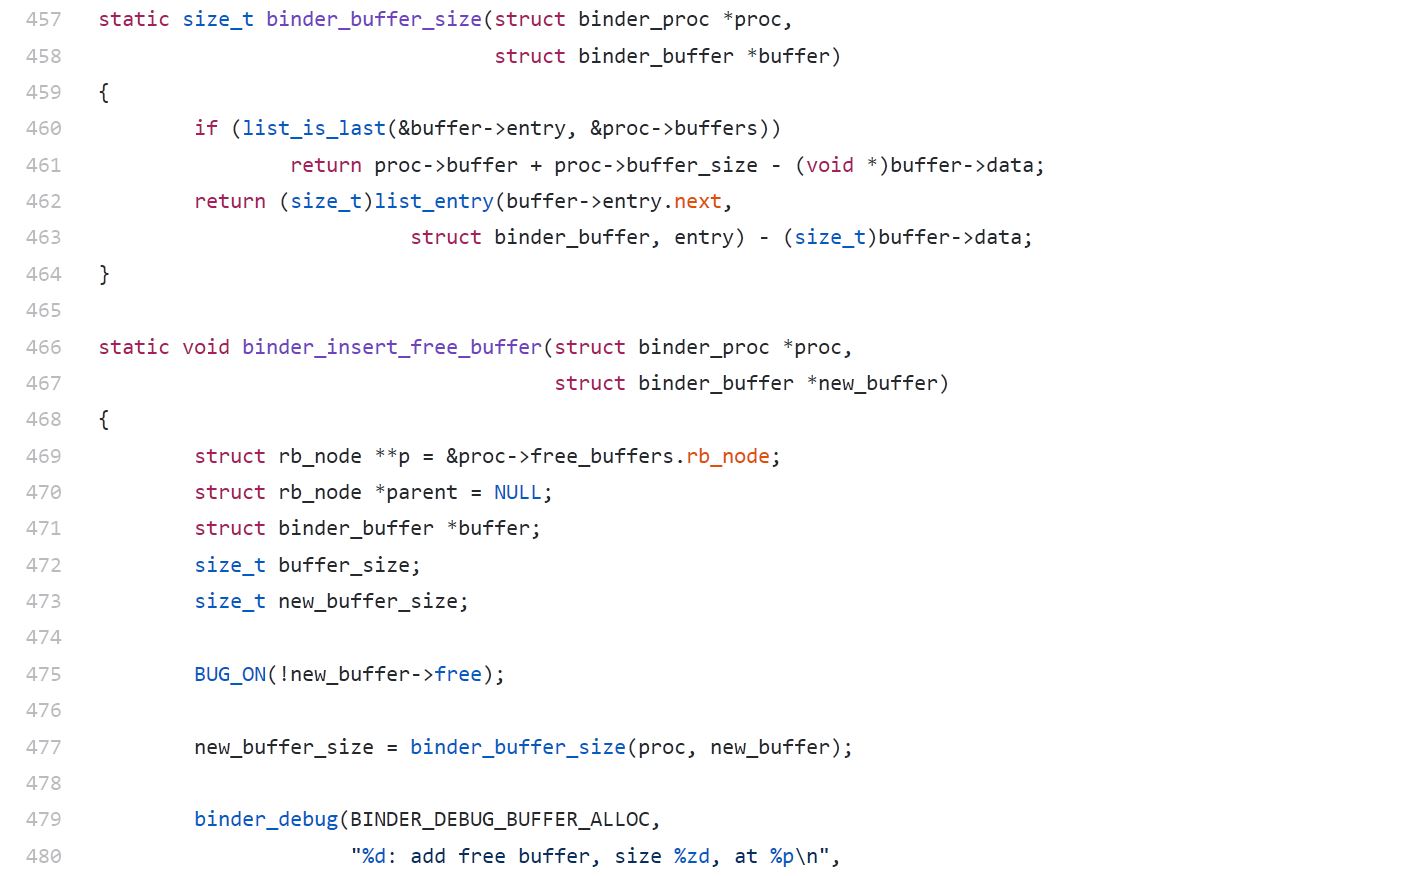 457 static size_t binder_buffer_size(struct binder_proc *proc,
458 struct binder_buffer *buffer)
459 {
460 if (list_is_last(&buffer->entry, &proc->buffers))
461 return proc->buffer + proc->buffer_size - (void *)buffer->data;
462 return (size_t)list_entry(buffer->entry.next,
463 struct binder_buffer, entry) - (size_t)buffer->data;
464 }
465
466 static void binder_insert_free_buffer(struct binder_proc *proc,
467 struct binder_buffer *new_buffer)
468 {
469 struct rb_node **p = &proc->free_buffers.rb_node;
470 struct rb_node *parent = NULL;
471 struct binder_buffer *buffer;
472 size_t buffer_size;
473 size_t new_buffer_size;
474
475 BUG_ON(!new_buffer->free);
476
477 new_buffer_size = binder_buffer_size(proc, new_buffer);
478
479 binder_debug(BINDER_DEBUG_BUFFER_ALLOC,
480 "%d: add free buffer, size %zd, at %p\n",